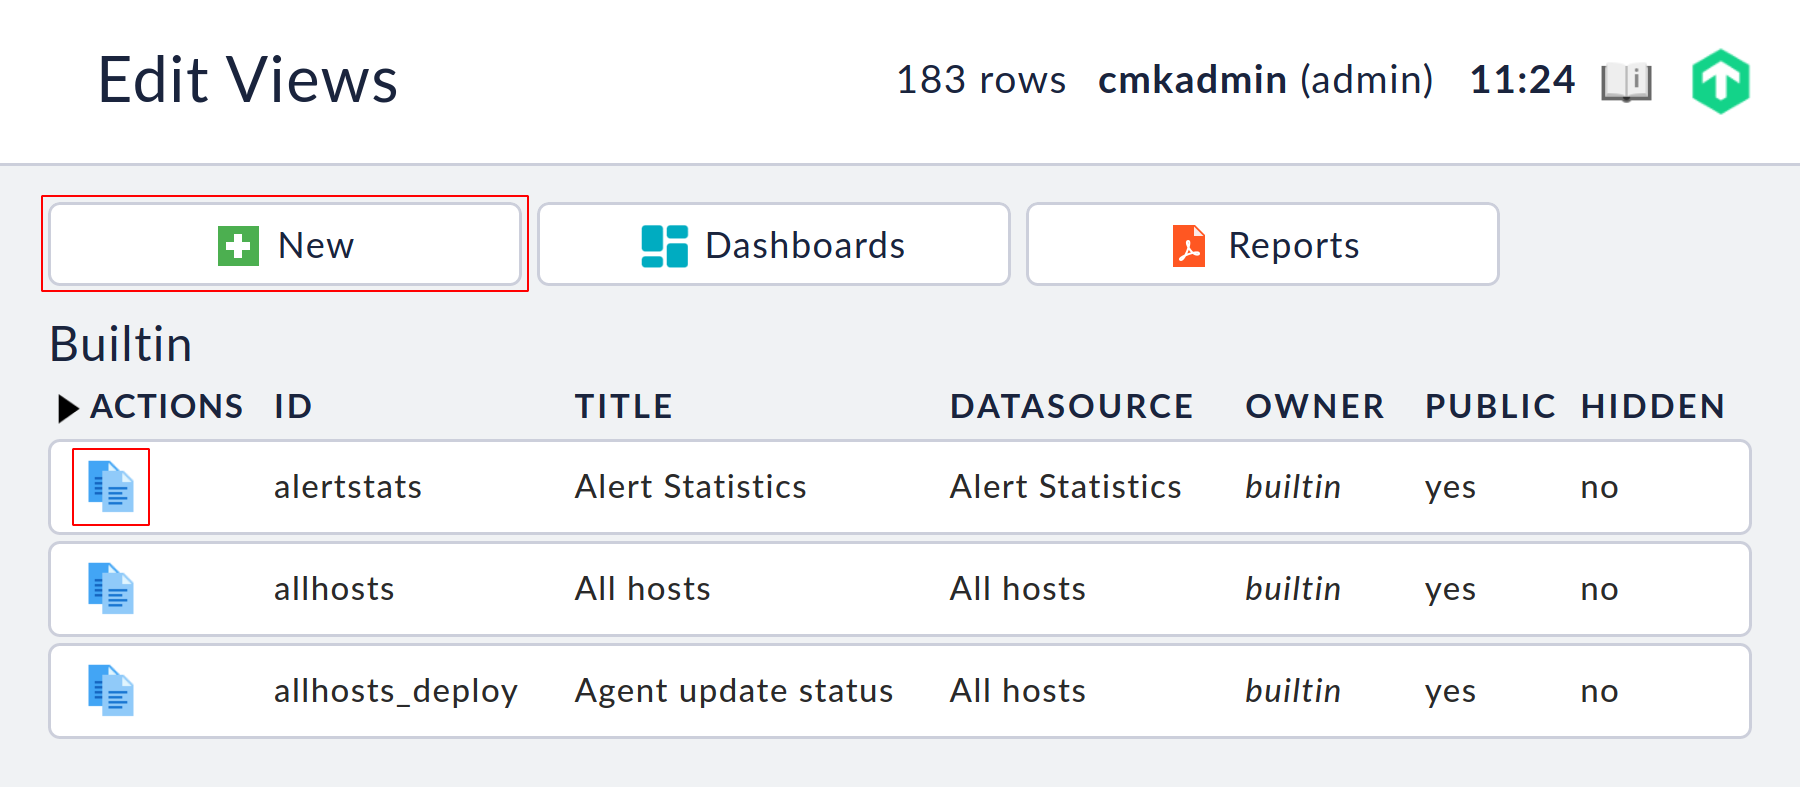 Edit Views 183 rows cmkadmin (admin) 11:24
New Dashboards Reports
Builtin
ACTIONS ID TITLE DATASOURCE OWNER PUBLIC HIDDEN
alertstats Alert Statistics Alert Statistics builtin yes no
allhosts All hosts All hosts builtin yes no
allhosts_deploy Agent update status All hosts builtin yes no